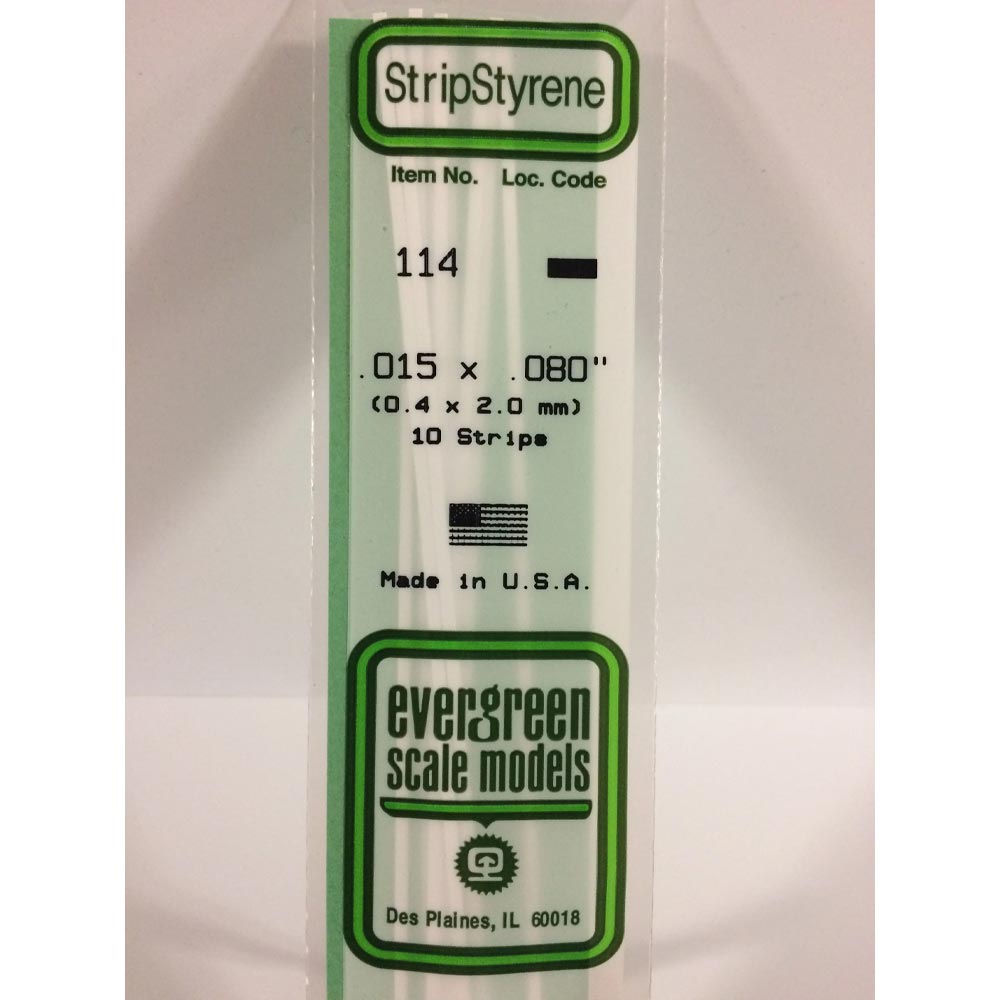 StripStyrene
Item No. Loc. Code
114
.015 x .080"
(0.4 x 2.0 mm)
10 Strips
Made in U.S.A.
evergreen
scale models
Des Plaines, IL 60018